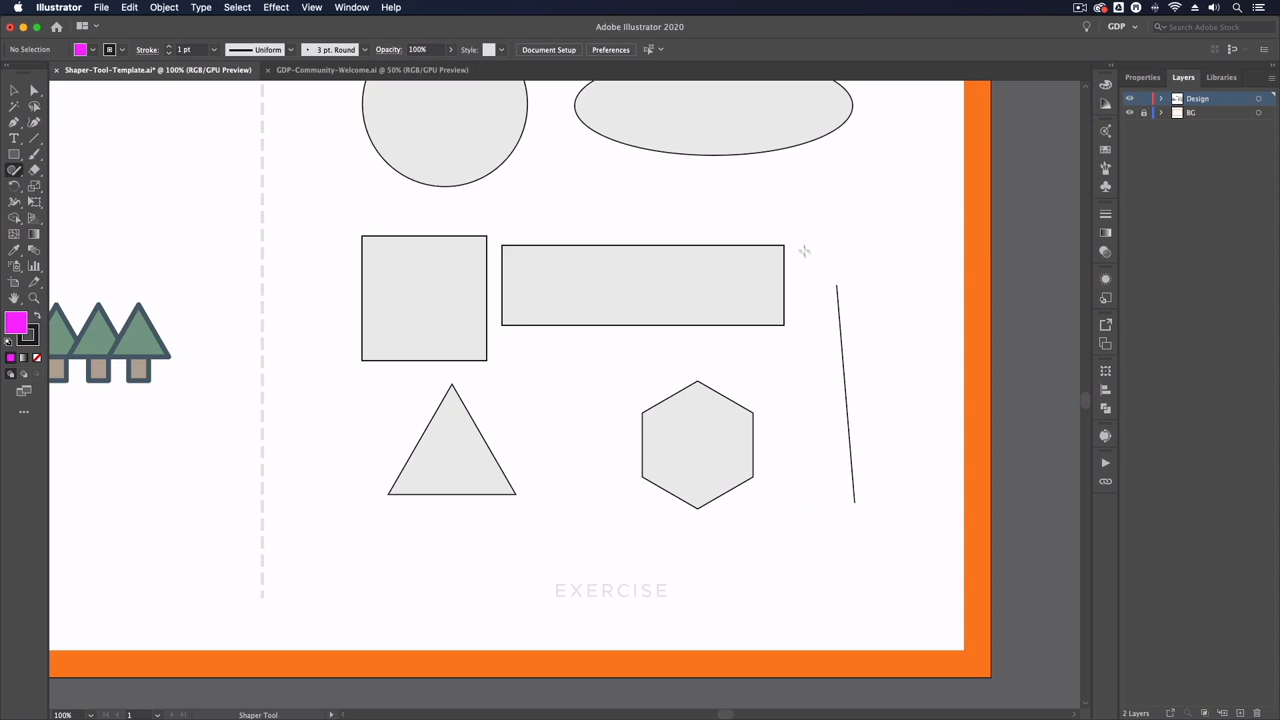 Illustrator File Edit Object Type Select Effect View Window Help
Adobe Illustrator 2020
GDP
Search Adobe Stock
No Selection Stroke: 1 pt Uniform 3 pt. Round Opacity: 100% Style: Document Setup Preferences
× Shaper-Tool-Template.ai* @ 100% (RGB/GPU Preview) × GDP-Community-Welcome.ai @ 50% (RGB/GPU Preview)
Properties Layers Libraries
Design
BG
EXERCISE
100% 1 Shaper Tool
2 Layers